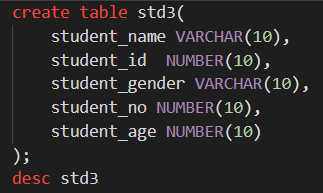 create table std3(
    student_name VARCHAR(10),
    student_id  NUMBER(10),
    student_gender VARCHAR(10),
    student_no NUMBER(10),
    student_age NUMBER(10)
);
desc std3